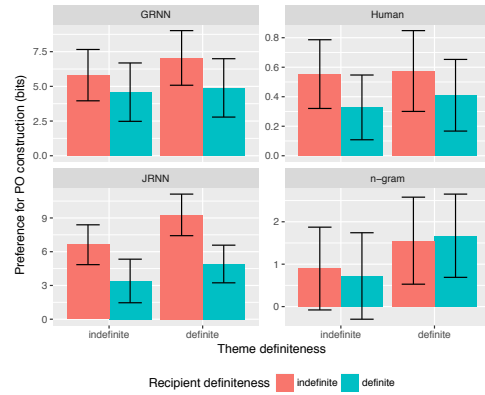 GRNN
Human
7.5
5.0
2.5
0.0
0.8
0.6
0.4
0.2
0.0
JRNN
n−gram
9
6
3
0
2
1
0
indefinite definite
indefinite definite
Preference for PO construction (bits)
Theme definiteness
Recipient definiteness indefinite definite